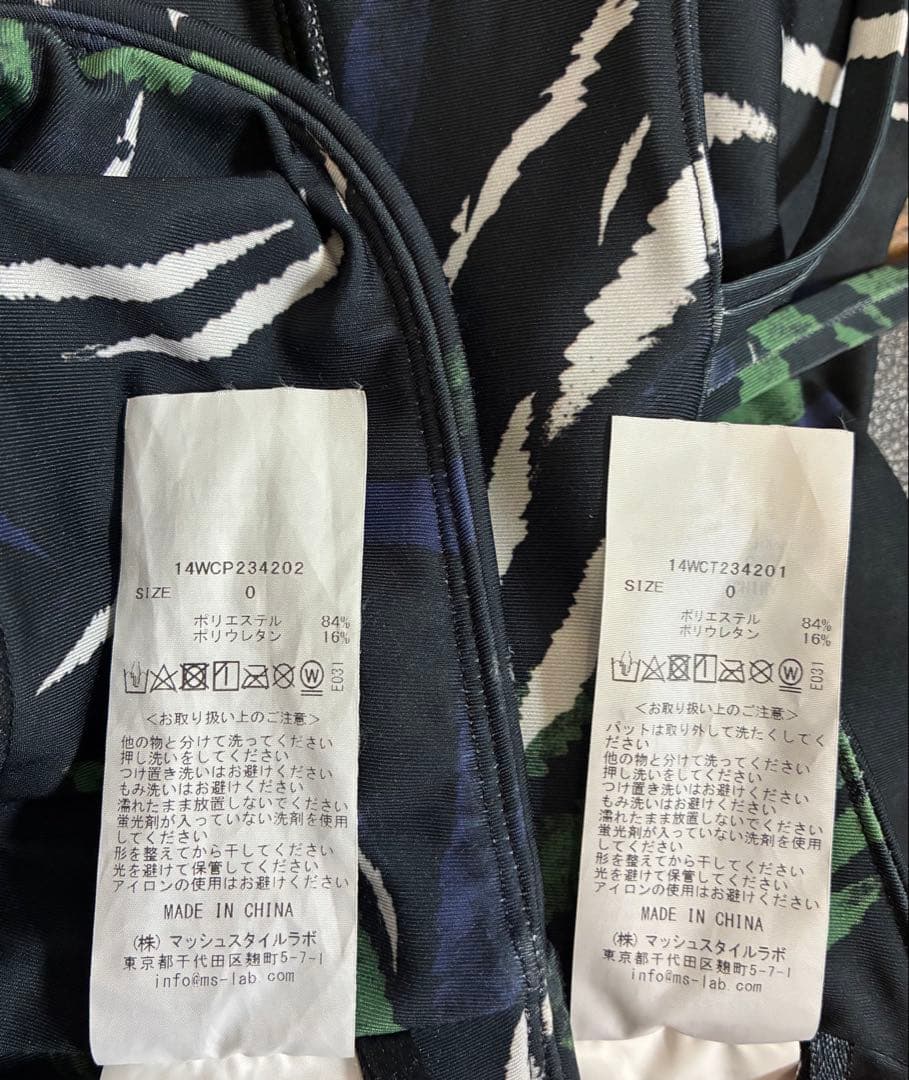 14WCP234202
SIZE 0
ポリエステル 84%
ポリウレタン 16%
W
E031
<お取り扱い上のご注意>
他の物と分けて洗ってください
押し洗いをしてください
つけ置き洗いはお避けください
もみ洗いはお避けください
濡れたまま放置しないでください
蛍光剤が入っていない洗剤を使用
してください
形を整えてから干してください
光を避けて保管してください
アイロンの使用はお避けください
MADE IN CHINA
(株) マッシュスタイルラボ
東京都千代田区麹町5-7-1
info@ms-lab.com
14WCT234201
SIZE 0
ポリエステル 84%
ポリウレタン 16%
W
E031
<お取り扱い上のご注意>
パットは取り外して洗たくしてく
ださい
他の物と分けて洗ってください
押し洗いをしてください
つけ置き洗いはお避けください
もみ洗いはお避けください
濡れたまま放置しないでください
蛍光剤が入っていない洗剤を使用
してください
形を整えてから干してください
光を避けて保管してください
アイロンの使用はお避けください
MADE IN CHINA
(株) マッシュスタイルラボ
東京都千代田区麹町5-7-1
info@ms-lab.com